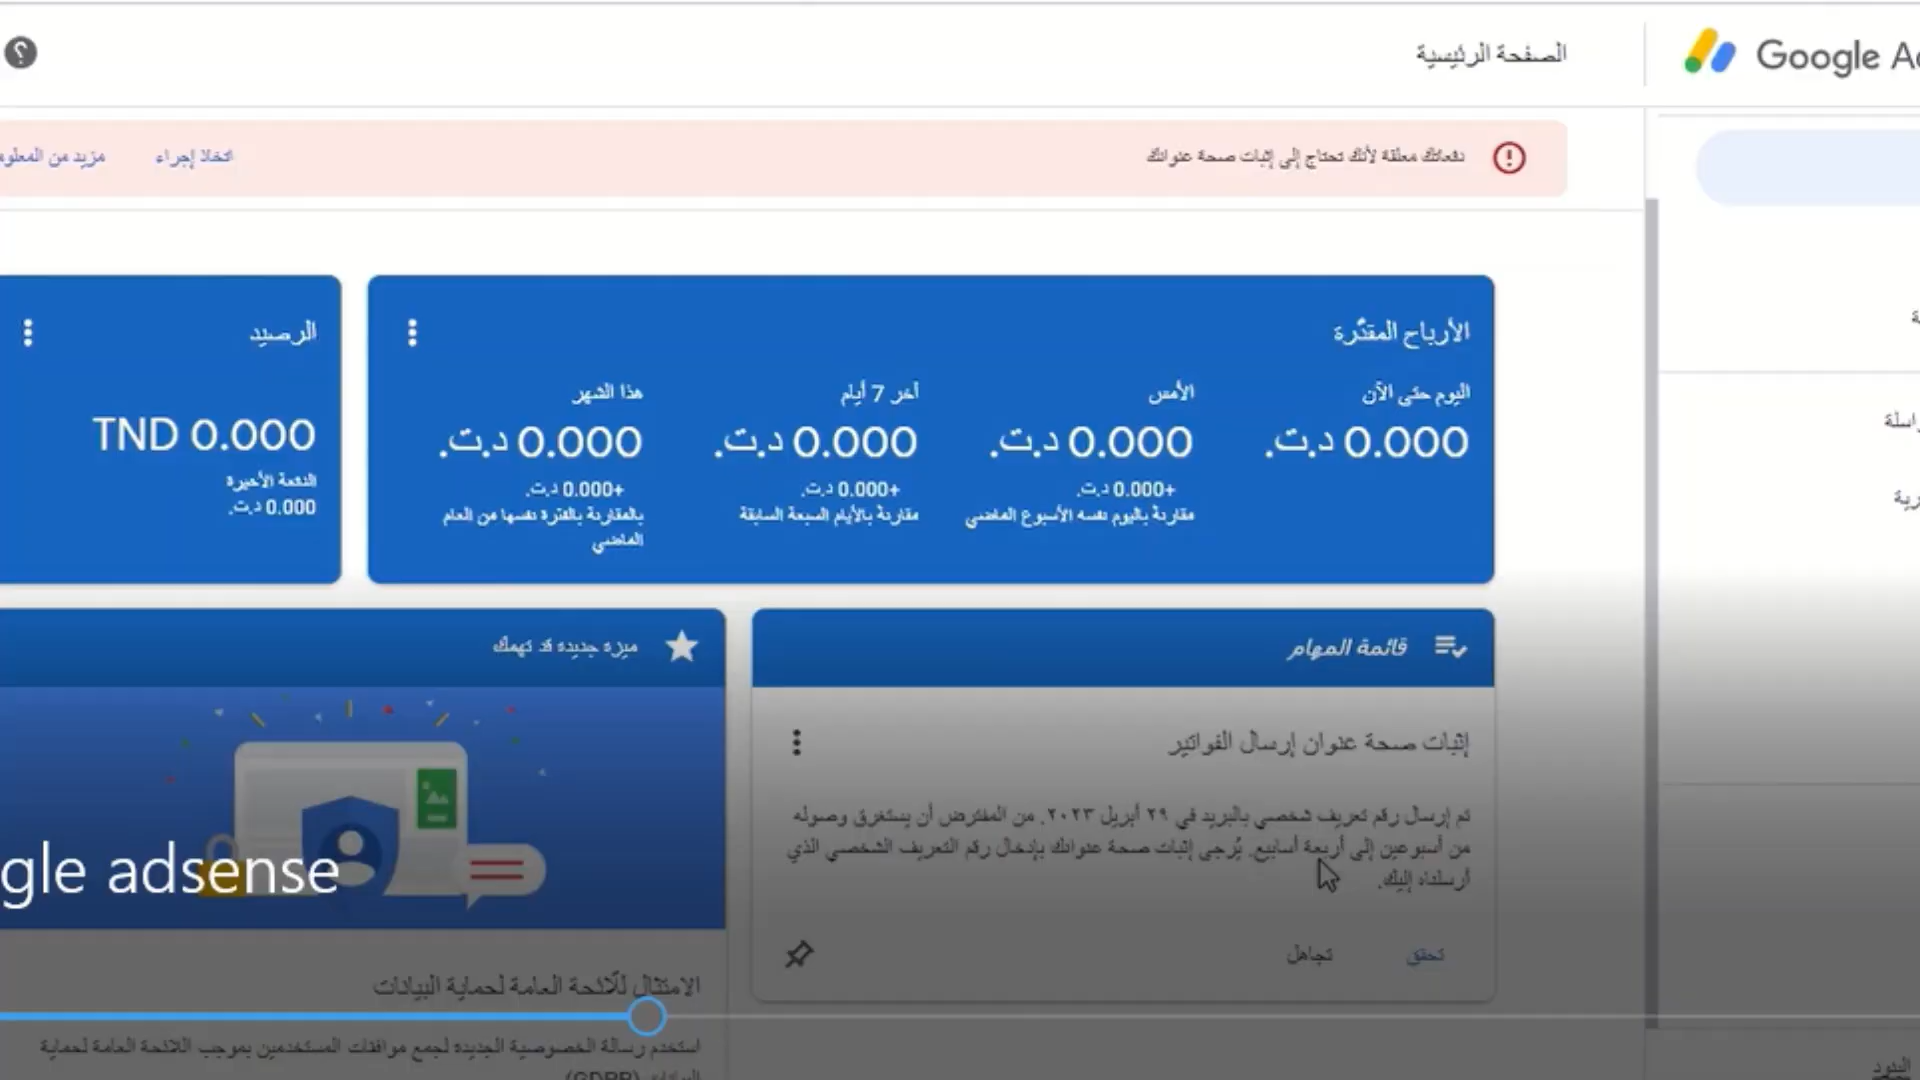 Google
الصفحة الرئيسية
دفعاتك معلقة لأنك تحتاج إلى إثبات صحة عنوانك
اتخاذ إجراء
مزيد من
الأرباح المقدَّرة
اليوم حتى الآن
0.000 د.ت.
الأمس
0.000 د.ت.
+0.000 د.ت.
مقارنةً باليوم نفسه الأسبوع الماضي
آخر 7 أيام
0.000 د.ت.
+0.000 د.ت.
مقارنةً بالأيام السبعة السابقة
هذا الشهر
0.000 د.ت.
+0.000 د.ت.
بالمقارنة بالفترة نفسها من العام
الماضي
الرصيد
TND 0.000
الدفعة الأخيرة
0.000 د.ت.
قائمة المهام
إثبات صحة عنوان إرسال الفواتير
تم إرسال رقم تعريف شخصي بالبريد في ٢٩ أبريل ٢٠٢٣. من المفترض أن يستغرق وصوله
من أسبوعين إلى أربعة أسابيع. يُرجى إثبات صحة عنوانك بإدخال رقم التعريف الشخصي الذي
أرسلناه إليك.
تحقق
تجاهل
ميزة جديدة قد تهمك
gle adsense
الامتثال للّائحة العامة لحماية البيانات
استخدم رسالة الخصوصية الجديدة لجمع موافقات المستخدمين بموجب اللائحة العامة لحماية
البيانات (GDPR)
البنود